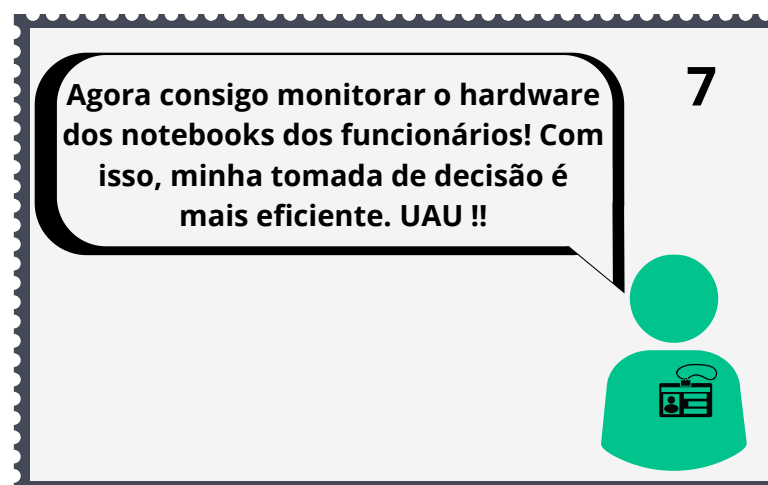 Agora consigo monitorar o hardware
dos notebooks dos funcionários! Com
isso, minha tomada de decisão é
mais eficiente. UAU !!
7